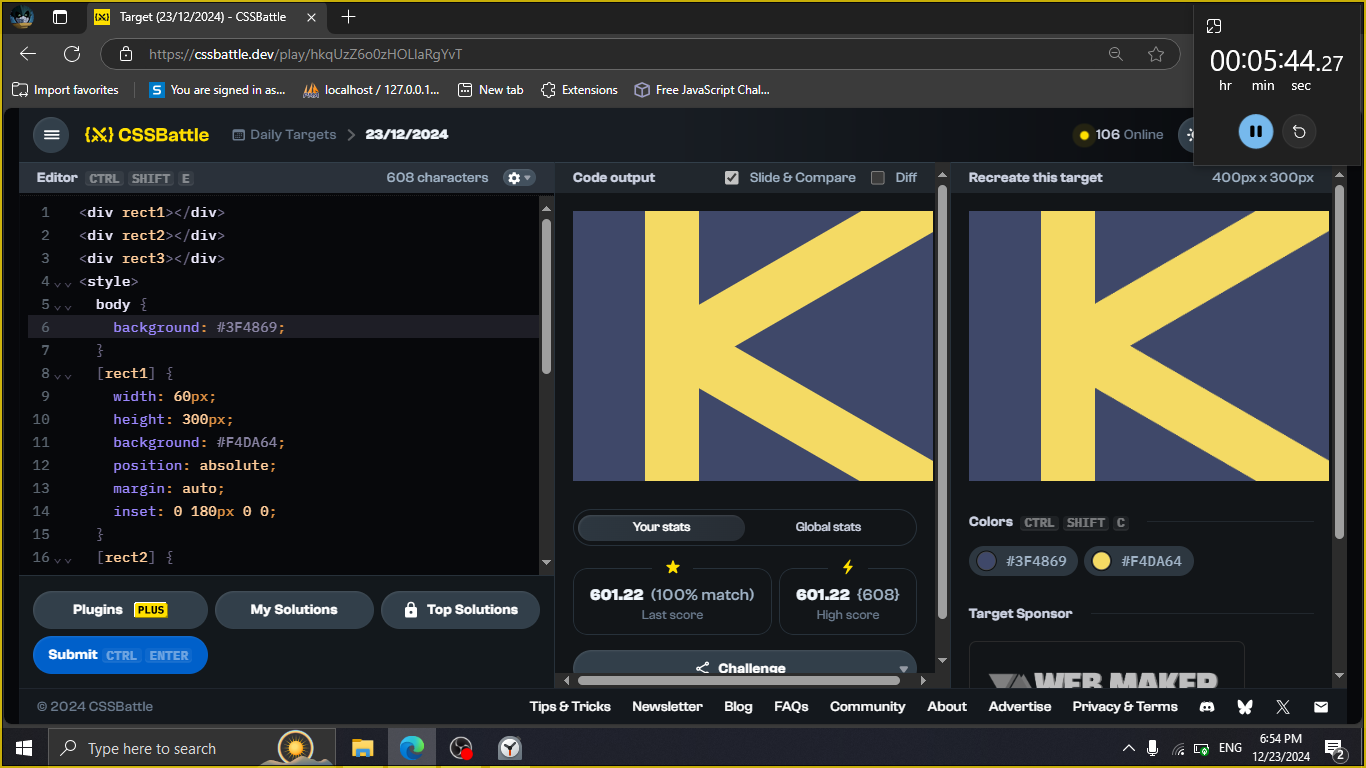 Target (23/12/2024) - CSSBattle
https://cssbattle.dev/play/hkqUzZ6o0zHOLlaRgYvT
Import favorites
You are signed in as...
localhost / 127.0.0.1...
New tab
Extensions
Free JavaScript Chal...
00:05:44.27
hr min sec
{X} CSSBattle
Daily Targets
23/12/2024
106 Online
Editor CTRL SHIFT E
608 characters
Code output
Slide & Compare
Diff
Recreate this target
400px x 300px
1 <div rect1></div>
2 <div rect2></div>
3 <div rect3></div>
4 <style>
5 body {
6 background: #3F4869;
7 }
8 [rect1] {
9 width: 60px;
10 height: 300px;
11 background: #F4DA64;
12 position: absolute;
13 margin: auto;
14 inset: 0 180px 0 0;
15 }
16 [rect2] {
Plugins PLUS
My Solutions
Top Solutions
Submit CTRL ENTER
Your stats
Global stats
601.22 (100% match)
Last score
601.22 {608}
High score
Challenge
Colors CTRL SHIFT C
#3F4869
#F4DA64
Target Sponsor
WEB MAKER
© 2024 CSSBattle
Tips & Tricks
Newsletter
Blog
FAQs
Community
About
Advertise
Privacy & Terms
Type here to search
ENG
6:54 PM
12/23/2024
2